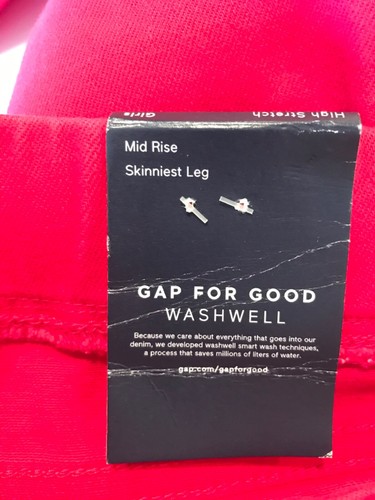 Girls High Stretch
Mid Rise
Skinniest Leg
GAP FOR GOOD
WASHWELL
Because we care about everything that goes into our
denim, we developed washwell smart wash techniques,
a process that saves millions of liters of water.
gap.com/gapforgood